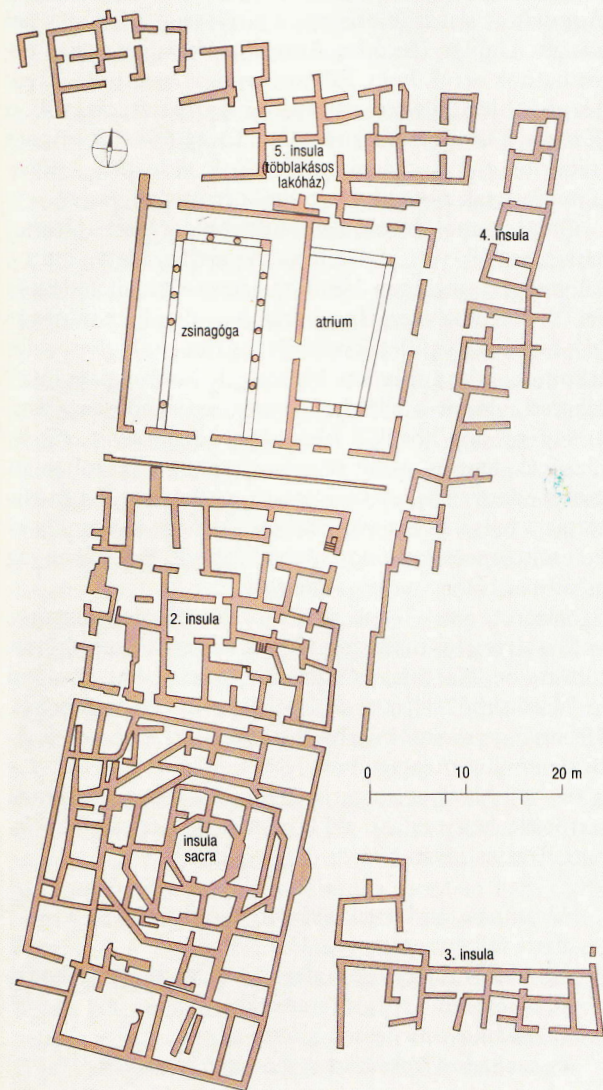 5. insula
(többlakásos
lakóház)
4. insula
zsinagóga
atrium
2. insula
0 10 20 m
insula
sacra
3. insula